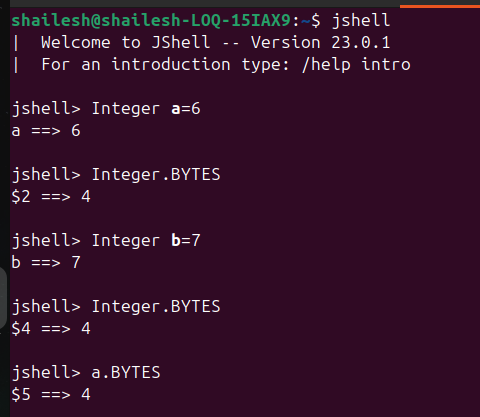 shailesh@shailesh-LOQ-15IAX9:~$ jshell
|  Welcome to JShell -- Version 23.0.1
|  For an introduction type: /help intro
jshell> Integer a=6
a ==> 6
jshell> Integer.BYTES
$2 ==> 4
jshell> Integer b=7
b ==> 7
jshell> Integer.BYTES
$4 ==> 4
jshell> a.BYTES
$5 ==> 4